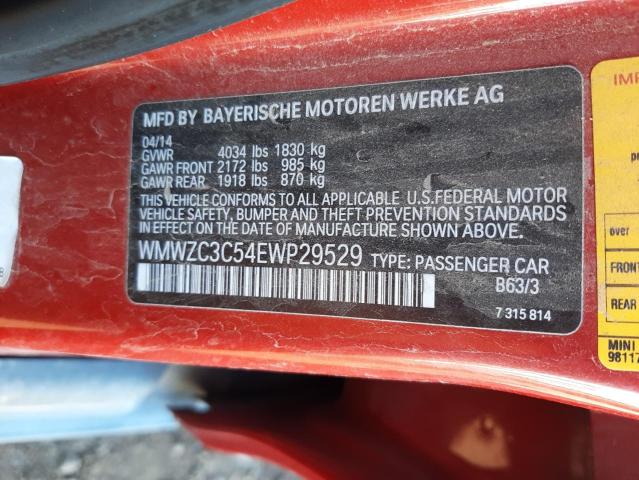 MFD BY BAYERISCHE MOTOREN WERKE AG
04/14
GVWR 4034 lbs 1830 kg
GAWR FRONT 2172 lbs 985 kg
GAWR REAR 1918 lbs 870 kg
THIS VEHICLE CONFORMS TO ALL APPLICABLE U.S.FEDERAL MOTOR
VEHICLE SAFETY, BUMPER AND THEFT PREVENTION STANDARDS
IN EFFECT ON THE DATE OF MANUFACTURE SHOWN ABOVE.
WMWZC3C54EWP29529 TYPE: PASSENGER CAR
B63/3
7 315 814
IMP
over
FRONT
REAR
MINI
9811